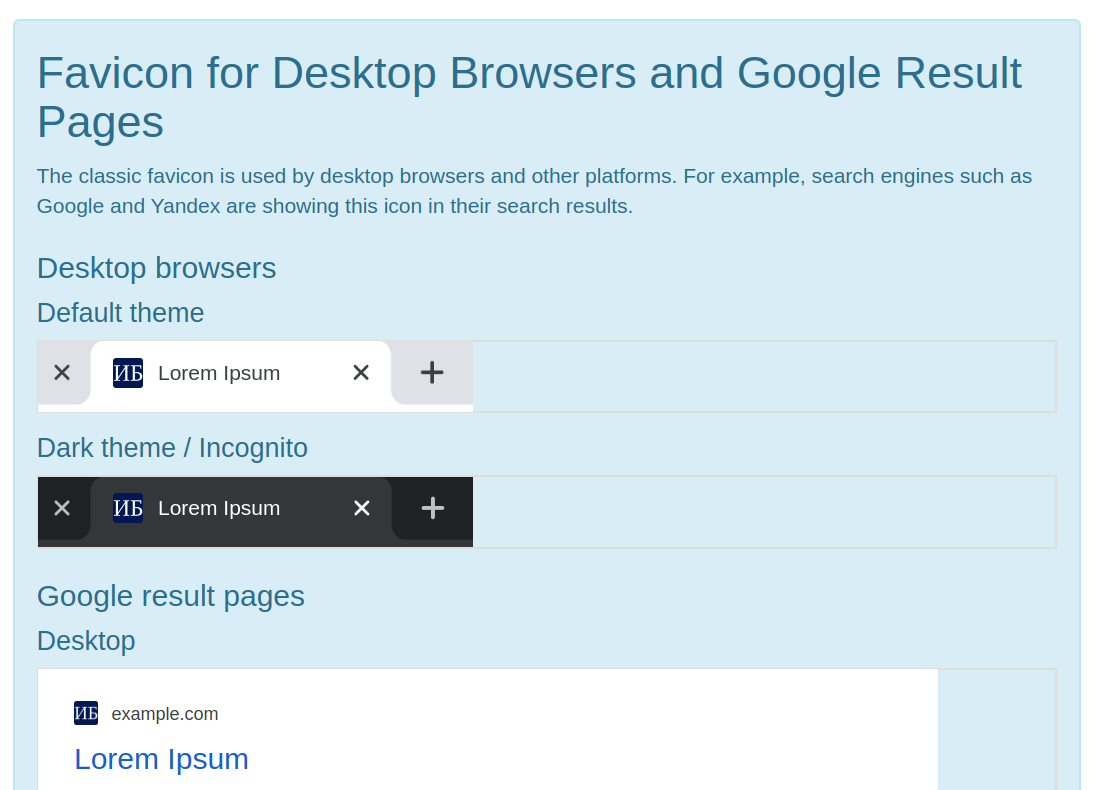 Favicon for Desktop Browsers and Google Result
Pages
The classic favicon is used by desktop browsers and other platforms. For example, search engines such as
Google and Yandex are showing this icon in their search results.
Desktop browsers
Default theme
ИБ Lorem Ipsum
Dark theme / Incognito
ИБ Lorem Ipsum
Google result pages
Desktop
ИБ example.com
Lorem Ipsum